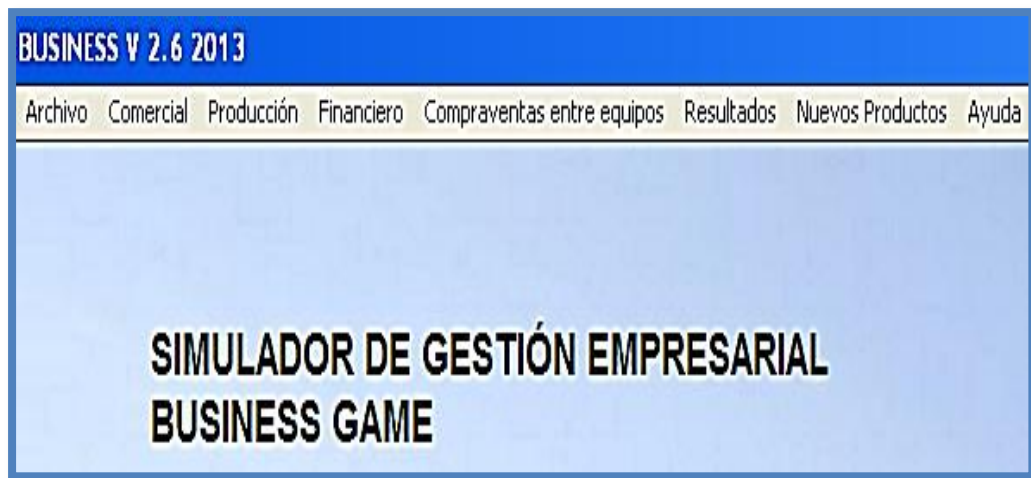 BUSINESS V 2.6 2013
Archivo Comercial Producción Financiero Compraventas entre equipos Resultados Nuevos Productos Ayuda
SIMULADOR DE GESTIÓN EMPRESARIAL
BUSINESS GAME